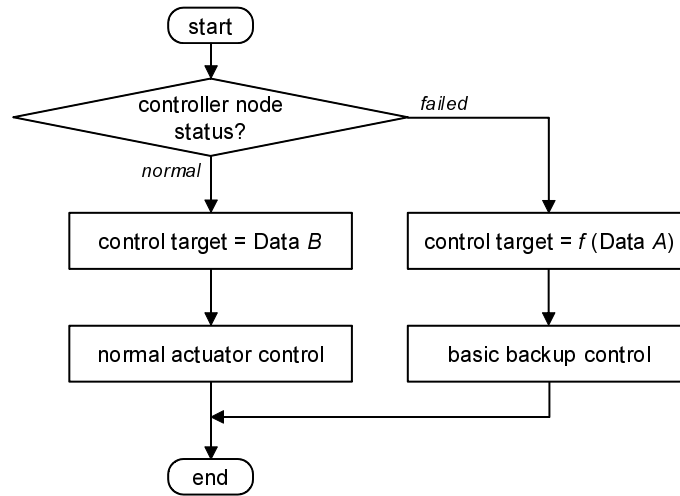 start
controller node
status?
failed
normal
control target = Data B
control target = f (Data A)
normal actuator control
basic backup control
end